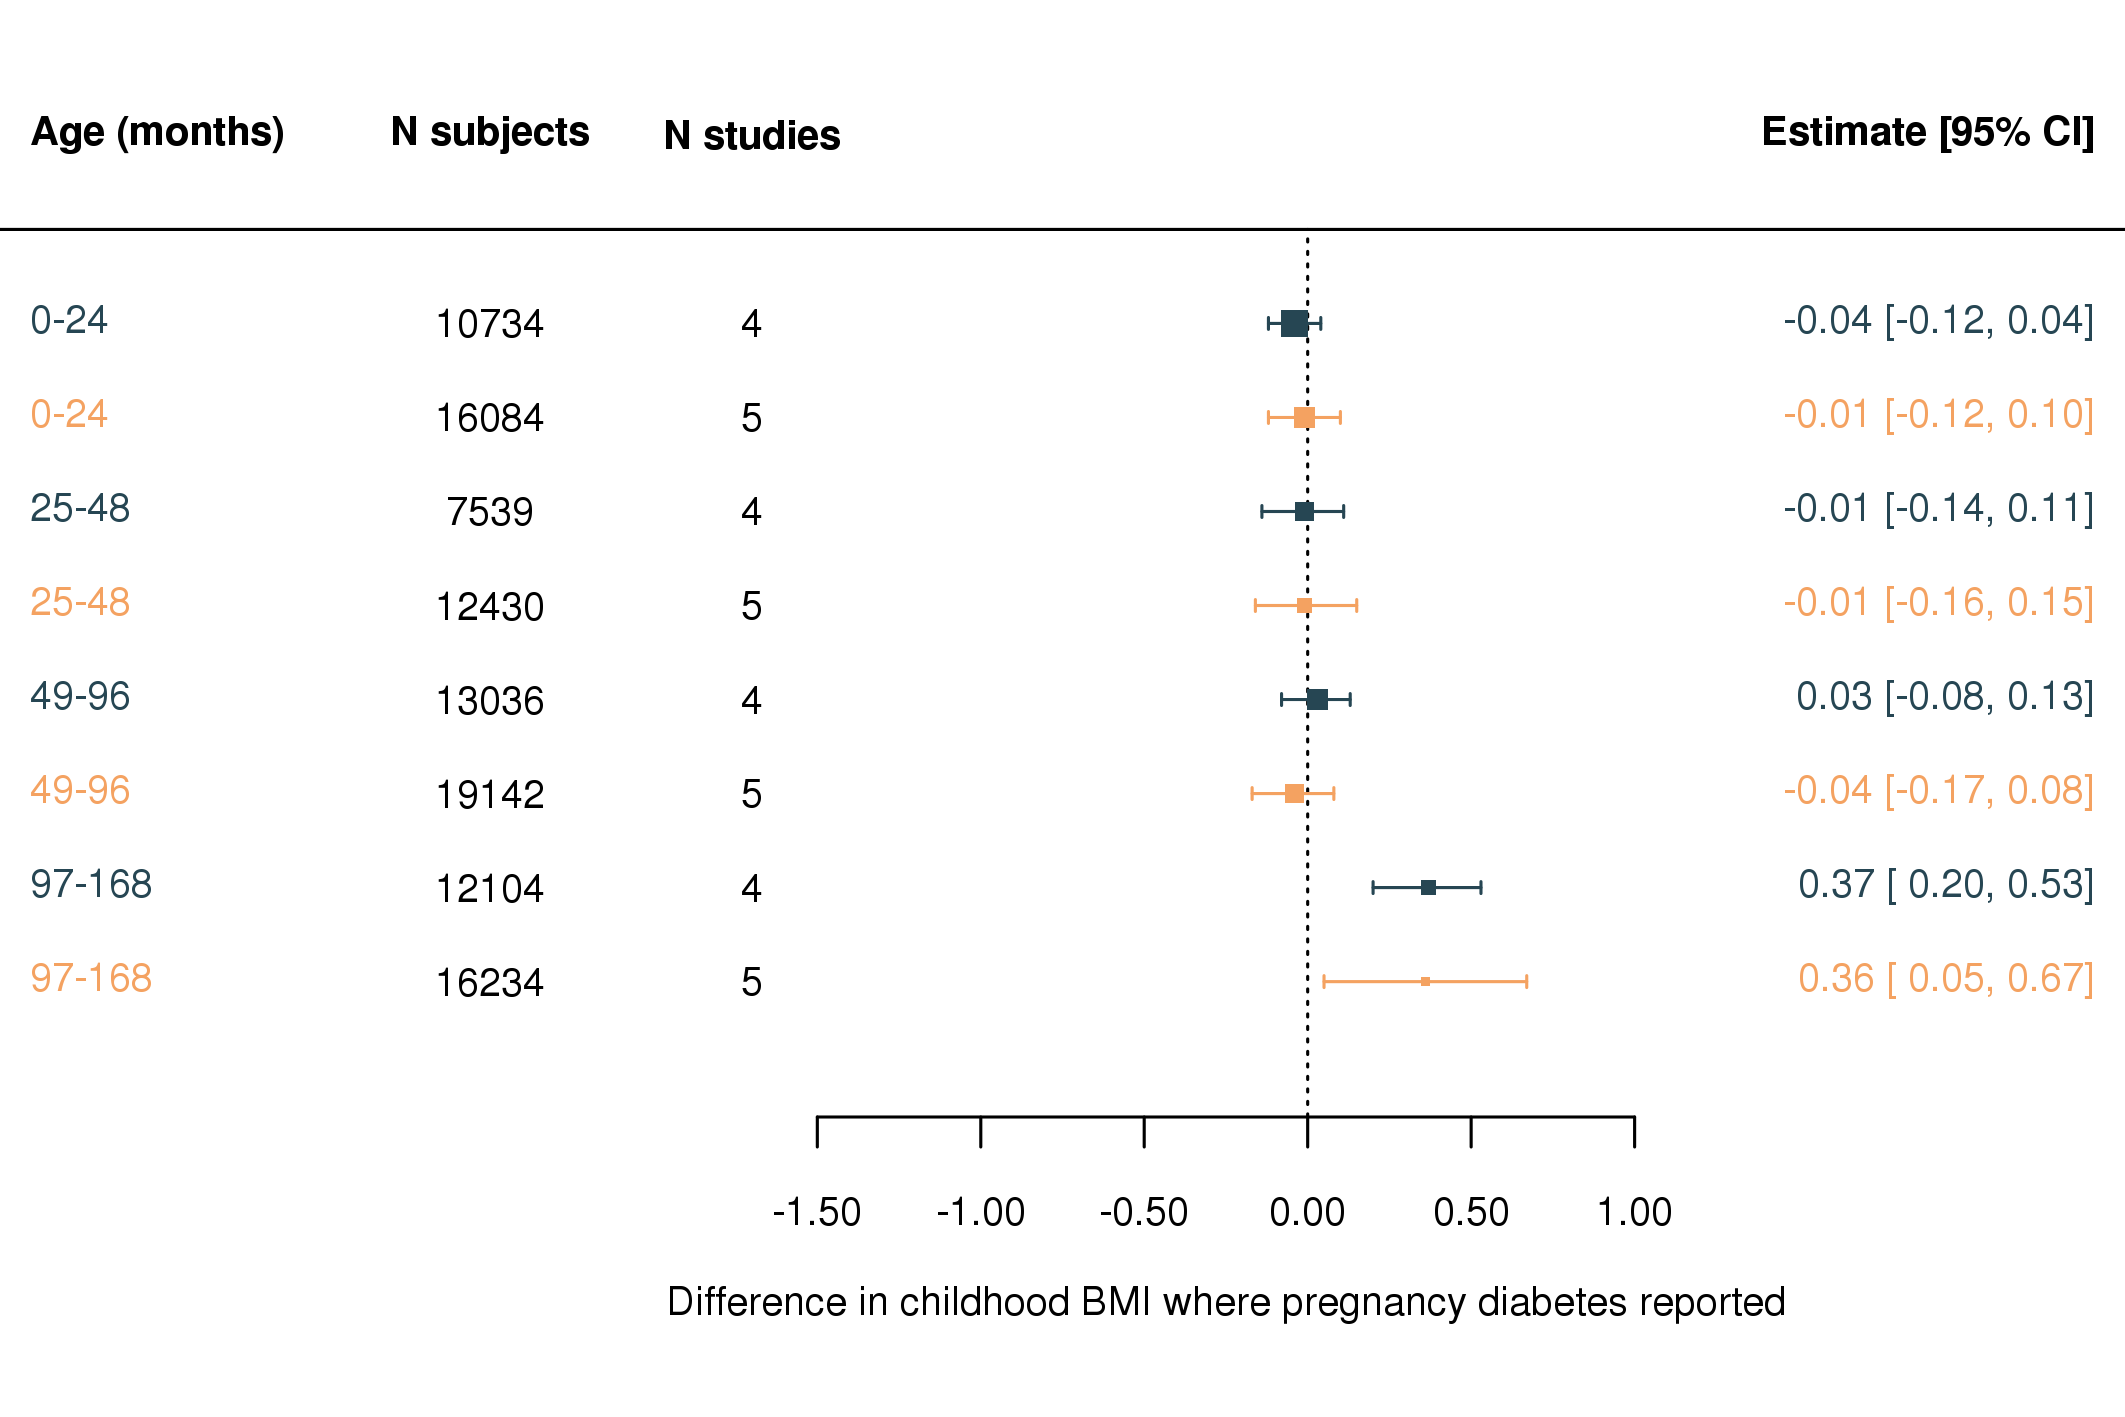 Age (months) N subjects N studies Estimate [95% CI]
0-24 10734 4 -0.04 [-0.12, 0.04]
0-24 16084 5 -0.01 [-0.12, 0.10]
25-48 7539 4 -0.01 [-0.14, 0.11]
25-48 12430 5 -0.01 [-0.16, 0.15]
49-96 13036 4 0.03 [-0.08, 0.13]
49-96 19142 5 -0.04 [-0.17, 0.08]
97-168 12104 4 0.37 [ 0.20, 0.53]
97-168 16234 5 0.36 [ 0.05, 0.67]
-1.50 -1.00 -0.50 0.00 0.50 1.00
Difference in childhood BMI where pregnancy diabetes reported